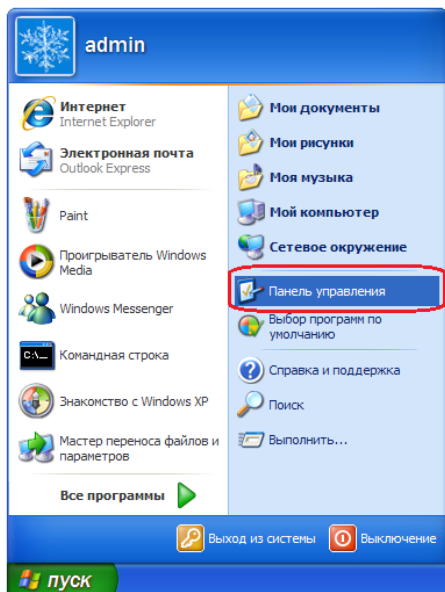 admin
Интернет
Internet Explorer
Электронная почта
Outlook Express
Paint
Проигрыватель Windows
Media
Windows Messenger
C:\_
Командная строка
Знакомство с Windows XP
Мастер переноса файлов и
параметров
Все программы
Мои документы
Мои рисунки
Моя музыка
Мой компьютер
Сетевое окружение
Панель управления
Выбор программ по
умолчанию
Справка и поддержка
Поиск
Выполнить...
Выход из системы
Выключение
пуск